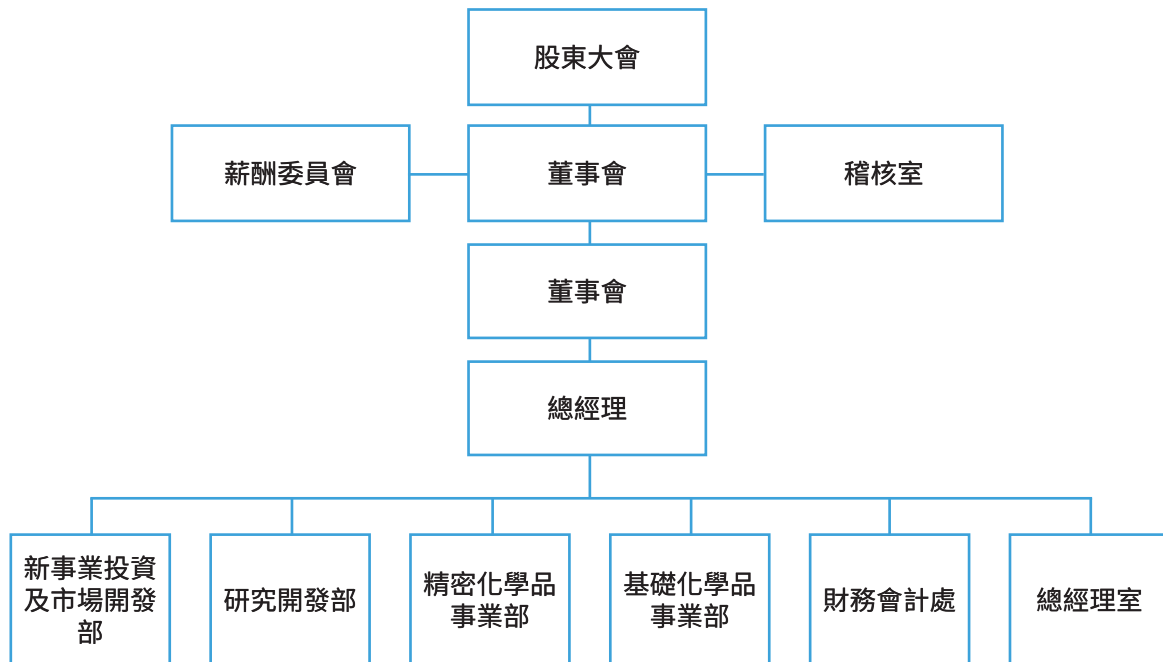 股東大會
薪酬委員會
董事會
稽核室
董事會
總經理
新事業投資
及市場開發
部
研究開發部
精密化學品
事業部
基礎化學品
事業部
財務會計處
總經理室